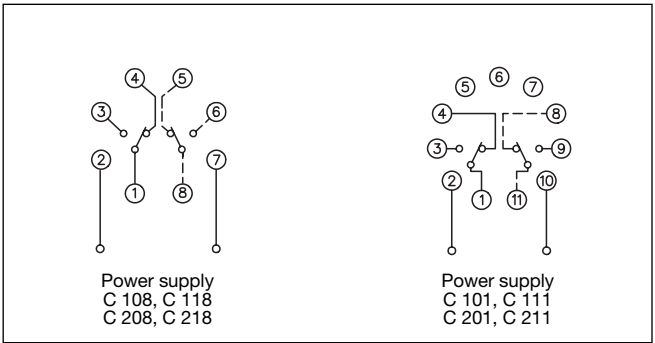 4 5
3 6
2 7
1 8
Power supply
C 108, C 118
C 208, C 218
6
5 7
4 8
3 9
2 10
1 11
Power supply
C 101, C 111
C 201, C 211